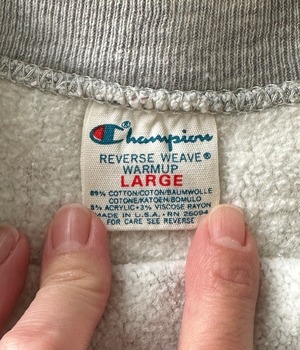 Champion
REVERSE WEAVE®
WARMUP
LARGE
89% COTTON/COTON/BAUMWOLLE
COTONE/KATOEN/BOMULD
8% ACRYLIC•3% VISCOSE RAYON
MADE IN U.S.A.•RN 26094
FOR CARE SEE REVERSE